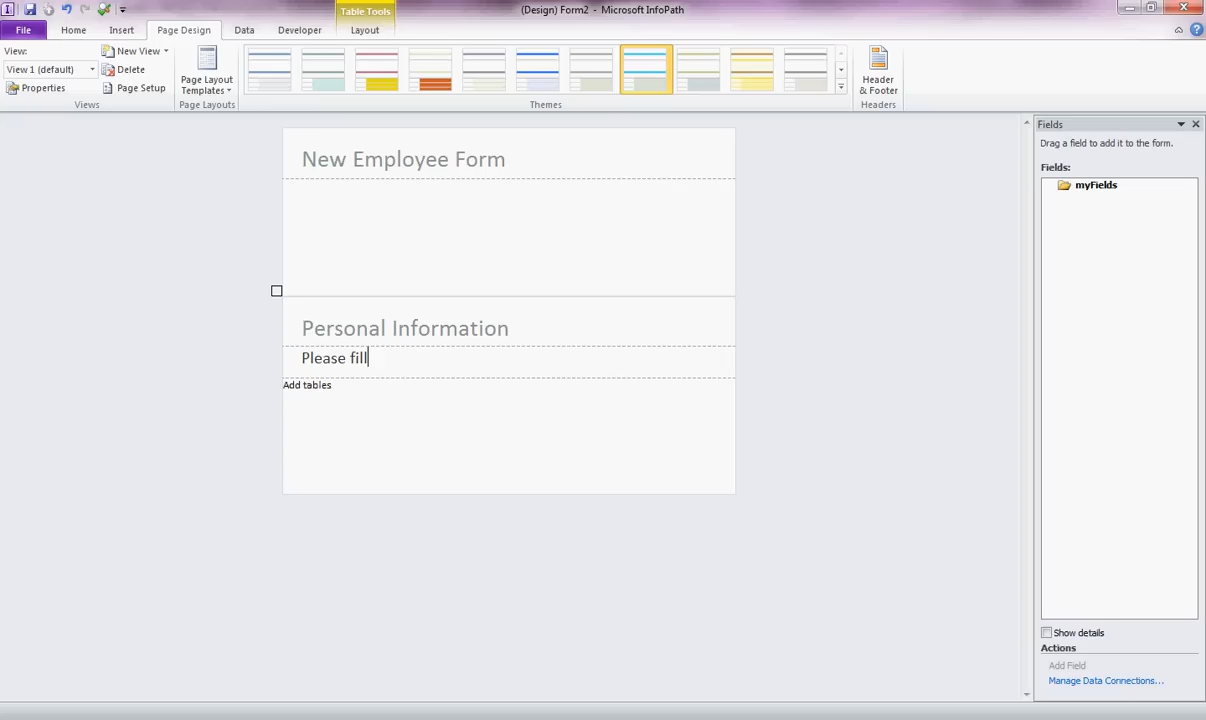 Table Tools
(Design) Form2 - Microsoft InfoPath
File Home Insert Page Design Data Developer Layout
View:
View 1 (default)
Properties
New View
Delete
Page Setup
Views
Page Layout
Templates
Page Layouts
Themes
Header
& Footer
Headers
New Employee Form
Personal Information
Please fill
Add tables
Fields
Drag a field to add it to the form.
Fields:
myFields
Show details
Actions
Add Field
Manage Data Connections...